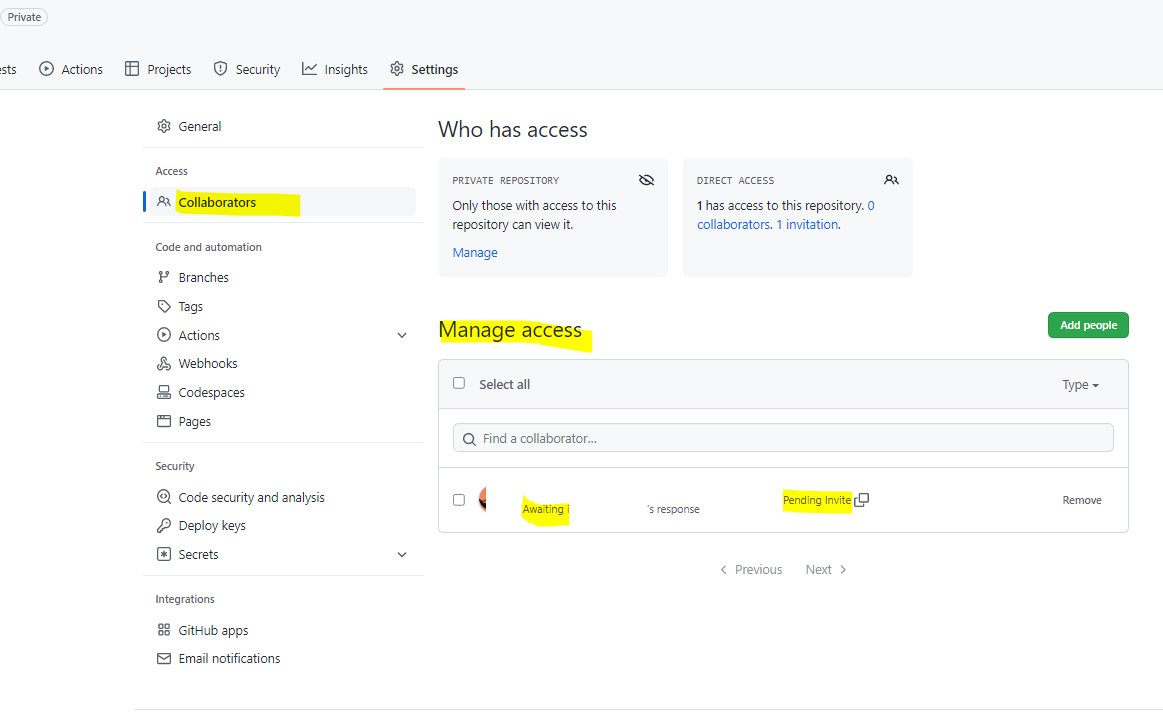 Private
ests Actions Projects Security Insights Settings
General
Access
Collaborators
Code and automation
Branches
Tags
Actions
Webhooks
Codespaces
Pages
Security
Code security and analysis
Deploy keys
Secrets
Integrations
GitHub apps
Email notifications
Who has access
PRIVATE REPOSITORY
Only those with access to this
repository can view it.
Manage
DIRECT ACCESS
1 has access to this repository. 0
collaborators. 1 invitation.
Manage access
Add people
Select all Type
Find a collaborator...
Awaiting i 's response Pending Invite Remove
Previous Next